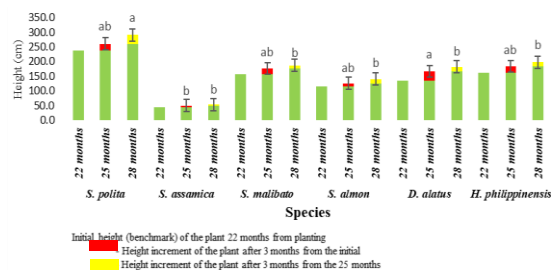 350.0
300.0
250.0
200.0
150.0
100.0
50.0
0.0
Height (cm)
ab a b b ab b ab b a b ab b
22 months 25 months 28 months 22 months 25 months 28 months 22 months 25 months 28 months 22 months 25 months 28 months 22 months 25 months 28 months 22 months 25 months 28 months
S. polita S. assamica S. malibato S. almon D. alatus H. philippinensis
Species
Initial height (benchmark) of the plant 22 months from planting
Height increment of the plant after 3 months from the initial
Height increment of the plant after 3 months from the 25 months